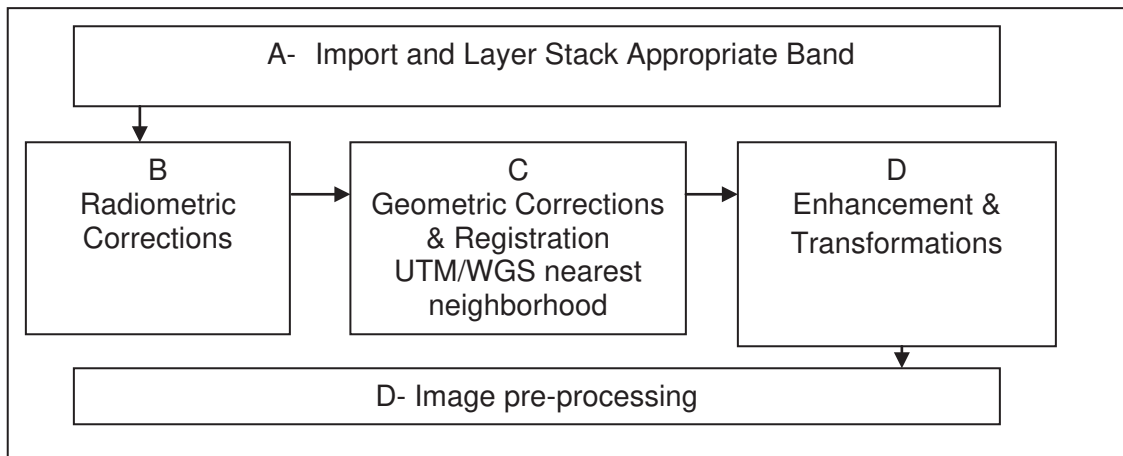 A- Import and Layer Stack Appropriate Band
B
Radiometric
Corrections
C
Geometric Corrections
& Registration
UTM/WGS nearest
neighborhood
D
Enhancement &
Transformations
D- Image pre-processing